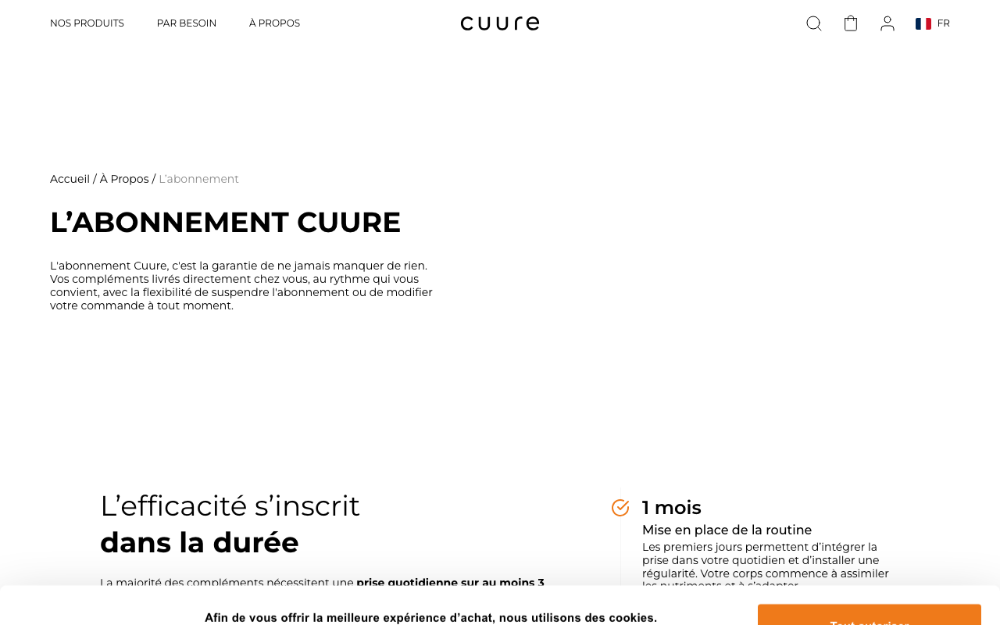 NOS PRODUITS PAR BESOIN À PROPOS cuure FR
Accueil / À Propos / L’abonnement
L’ABONNEMENT CUURE
L'abonnement Cuure, c'est la garantie de ne jamais manquer de rien.
Vos compléments livrés directement chez vous, au rythme qui vous
convient, avec la flexibilité de suspendre l'abonnement ou de modifier
votre commande à tout moment.
L’efficacité s’inscrit
dans la durée
La majorité des compléments nécessitent une prise quotidienne sur au moins 3
1 mois
Mise en place de la routine
Les premiers jours permettent d’intégrer la
prise dans votre quotidien et d’installer une
régularité. Votre corps commence à assimiler
les nutriments et à s’adapter.
Afin de vous offrir la meilleure expérience d’achat, nous utilisons des cookies.
Tout autoriser